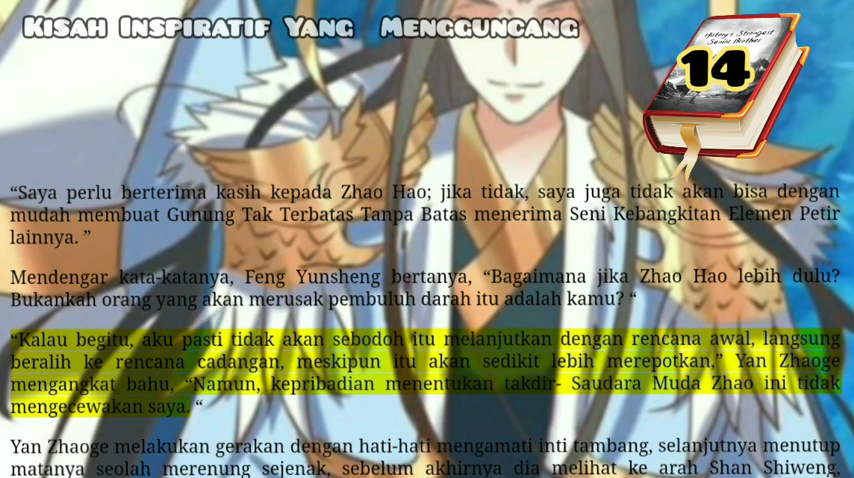 Kisah Inspiratif Yang Mengguncang
History's Strongest
Senior Brother
14
“Saya perlu berterima kasih kepada Zhao Hao; jika tidak, saya juga tidak akan bisa dengan
mudah membuat Gunung Tak Terbatas Tanpa Batas menerima Seni Kebangkitan Elemen Petir
lainnya. ”
Mendengar kata-katanya, Feng Yunsheng bertanya, “Bagaimana jika Zhao Hao lebih dulu?
Bukankah orang yang akan merusak pembuluh darah itu adalah kamu? “
“Kalau begitu, aku pasti tidak akan sebodoh itu melanjutkan dengan rencana awal, langsung
beralih ke rencana cadangan, meskipun itu akan sedikit lebih merepotkan,” Yan Zhaoge
mengangkat bahu, “Namun, kepribadian menentukan takdir- Saudara Muda Zhao ini tidak
mengecewakan saya. “
Yan Zhaoge melakukan gerakan dengan hati-hati mengamati inti tambang, selanjutnya menutup
matanya seolah merenung sejenak, sebelum akhirnya dia melihat ke arah Shan Shiweng,